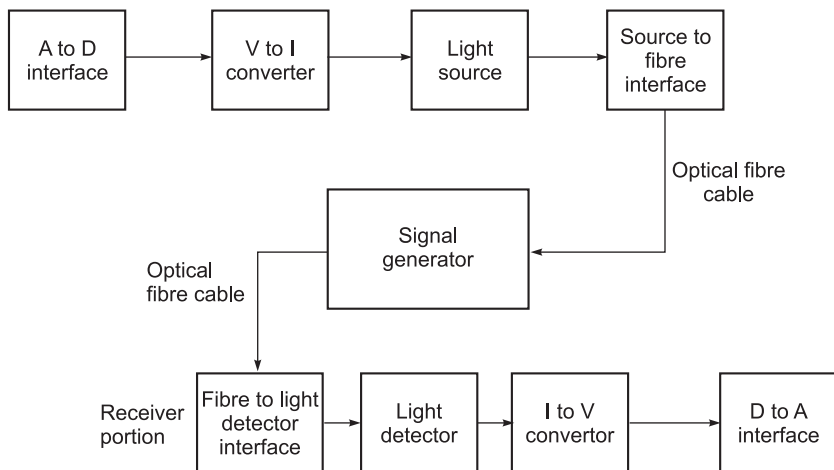 A to D
interface
V to I
converter
Light
source
Source to
fibre
interface
Optical fibre
cable
Signal
generator
Optical
fibre cable
Receiver
portion
Fibre to light
detector
interface
Light
detector
I to V
convertor
D to A
interface